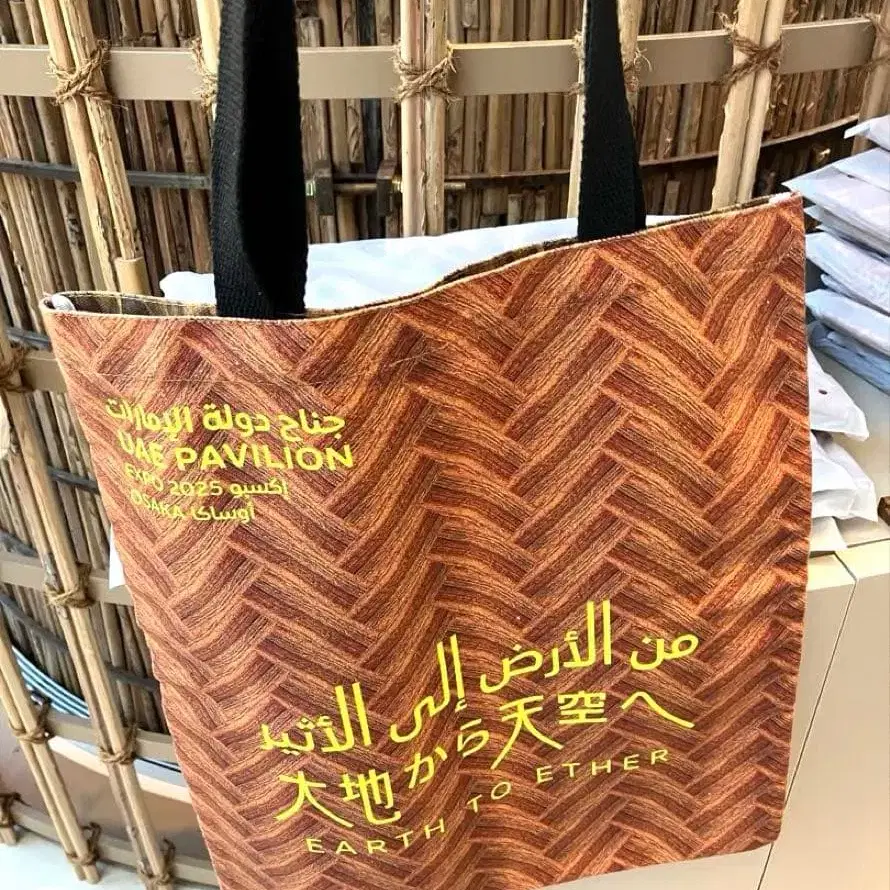 جناح دولة الإمارات
UAE PAVILION
EXPO 2025 إكسبو
OSAKA أوساكا
من الأرض إلى الأثير
大地から天空へ
EARTH TO ETHER